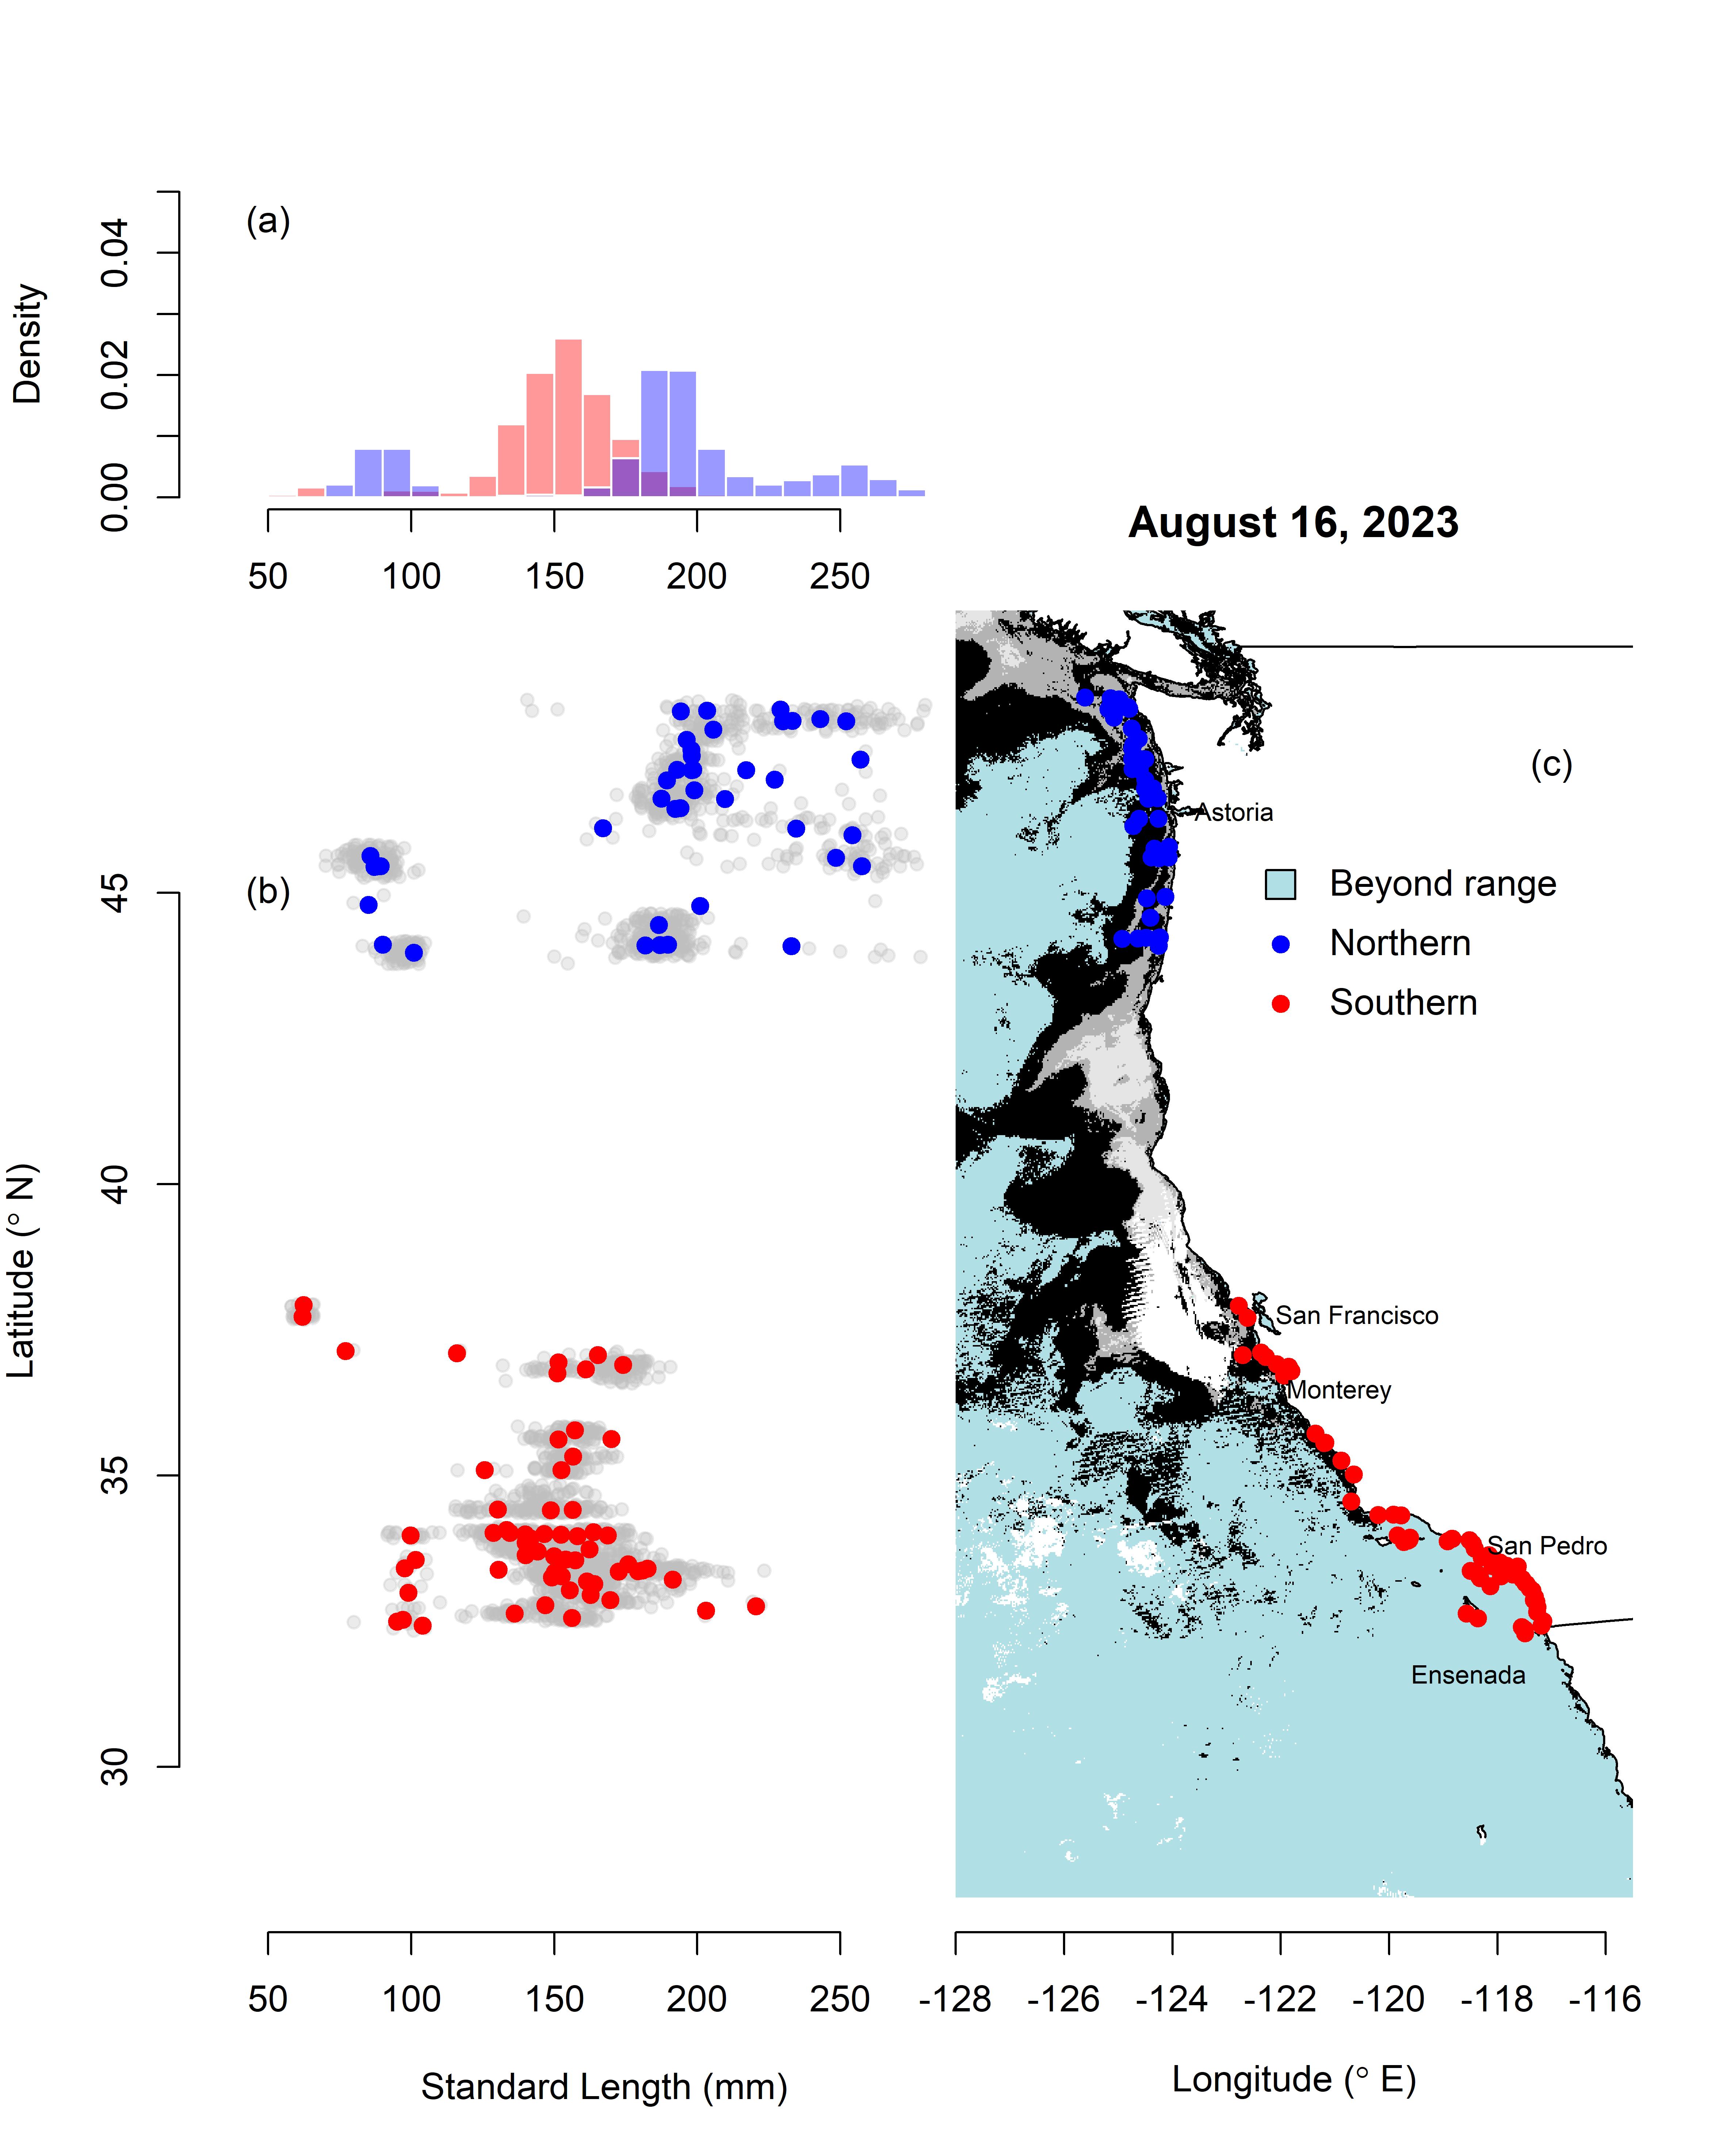 (a)
Density
0.04
0.02
0.00
50 100 150 200 250
August 16, 2023
(c)
Astoria
Beyond range
Northern
Southern
San Francisco
Monterey
San Pedro
Ensenada
(b)
Latitude (° N)
45
40
35
30
50 100 150 200 250
Standard Length (mm)
-128 -126 -124 -122 -120 -118 -116
Longitude (° E)